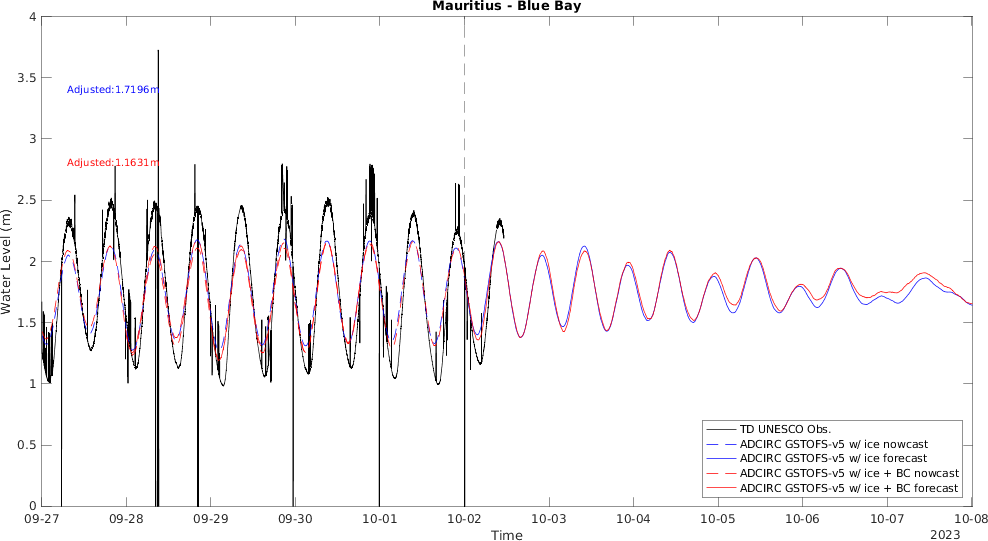 Mauritius - Blue Bay
4
3.5
3
2.5
2
1.5
1
0.5
0
Water Level (m)
Adjusted:1.7196m
Adjusted:1.1631m
TD UNESCO Obs.
ADCIRC GSTOFS-v5 w/ ice nowcast
ADCIRC GSTOFS-v5 w/ ice forecast
ADCIRC GSTOFS-v5 w/ ice + BC nowcast
ADCIRC GSTOFS-v5 w/ ice + BC forecast
09-27 09-28 09-29 09-30 10-01 10-02 10-03 10-04 10-05 10-06 10-07 10-08
Time
2023